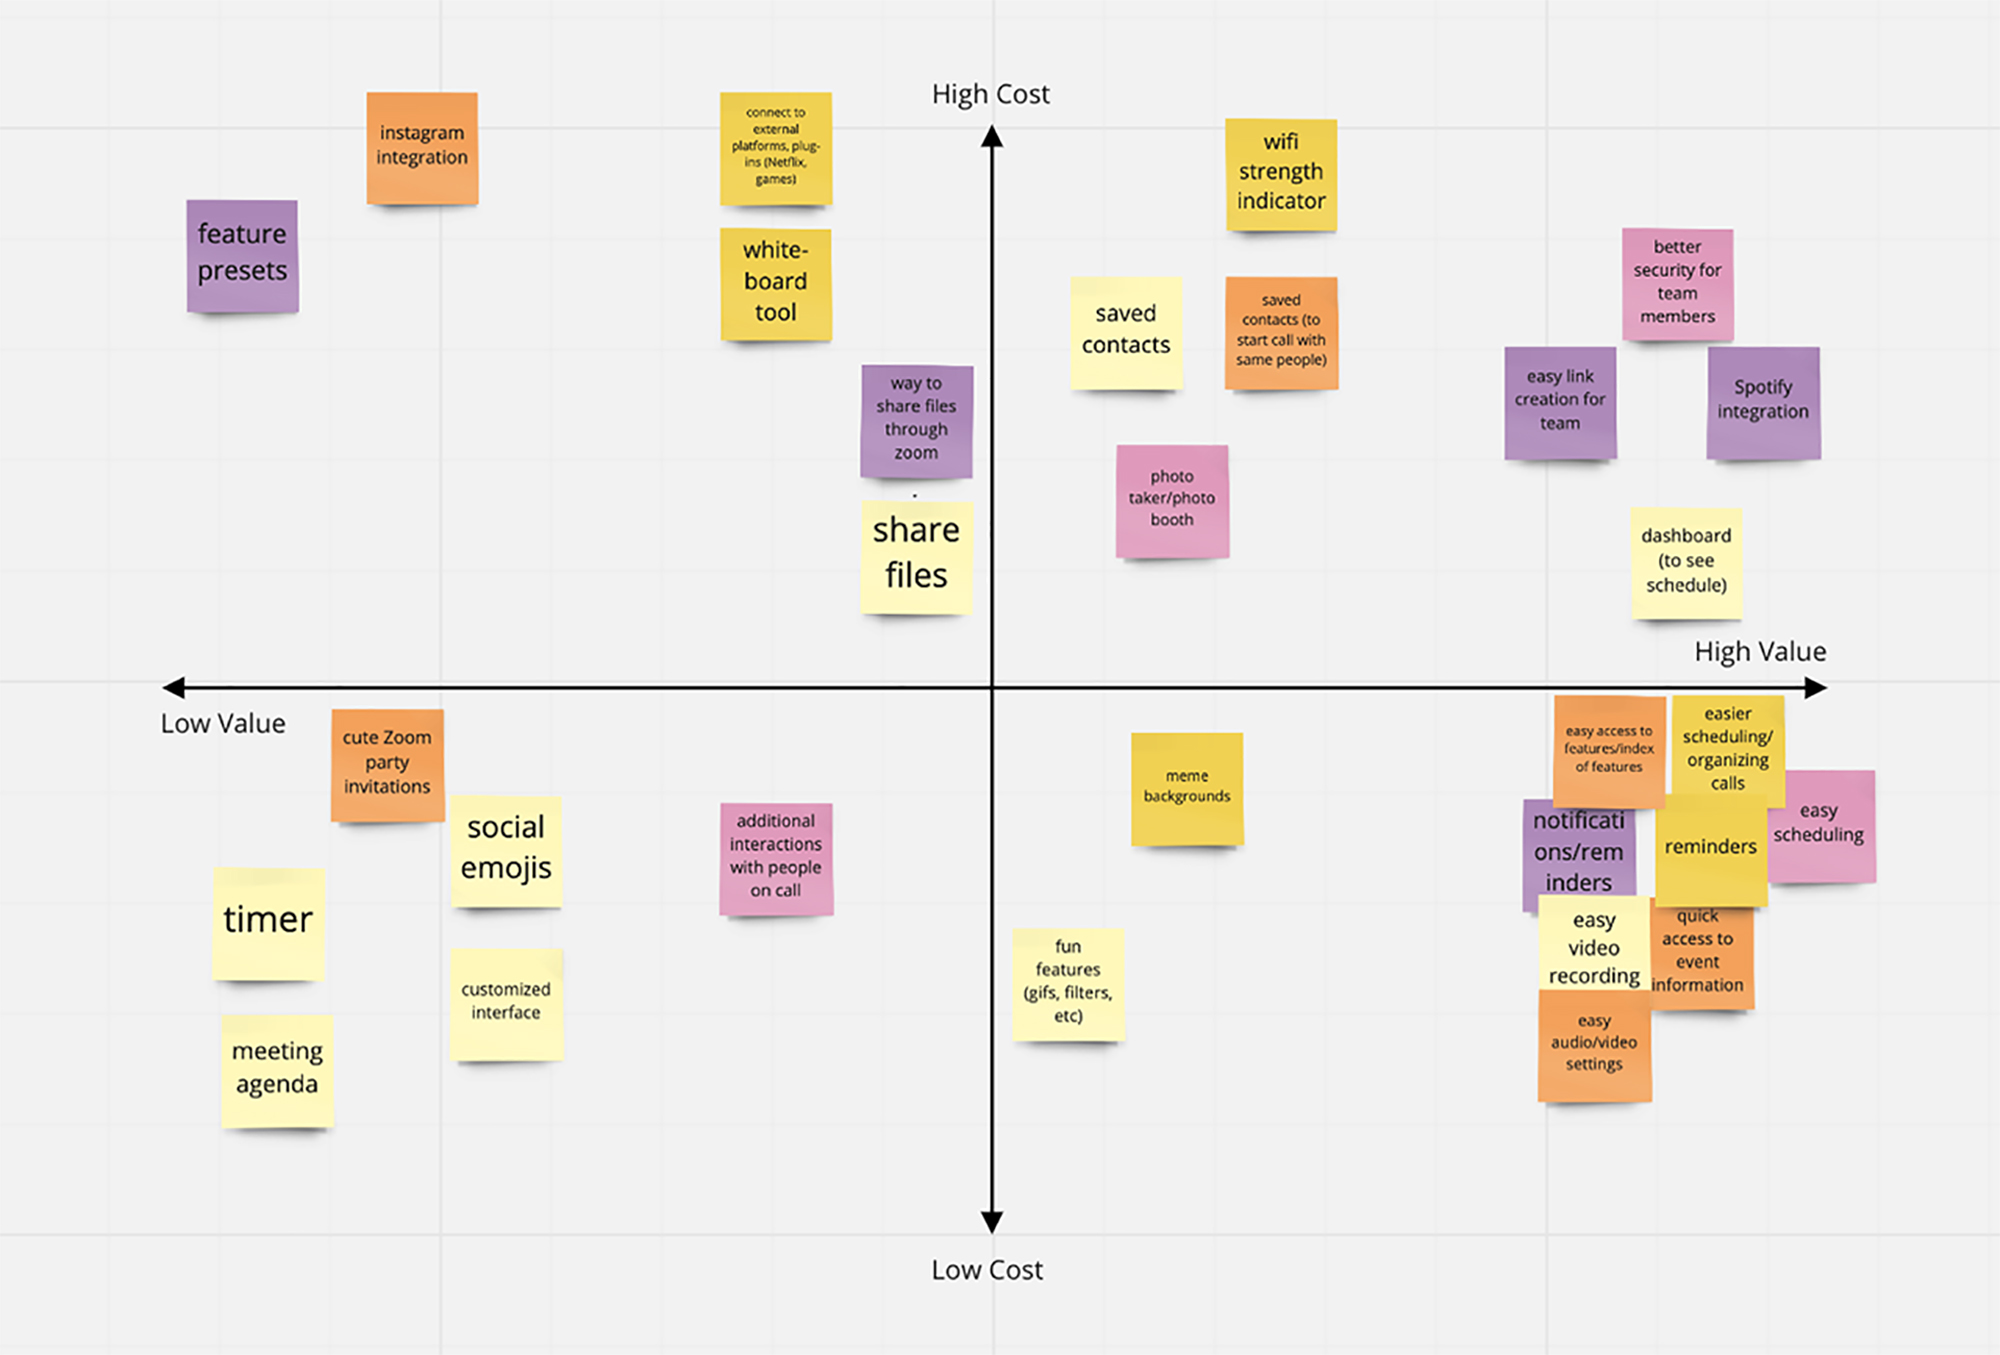 High Cost
instagram
integration
connect to
external
platforms, plug-
ins (Netflix,
games)
wifi
strength
indicator
feature
presets
white-
board
tool
better
security for
team
members
saved
contacts
saved
contacts (to
start call with
same people)
way to
share files
through
zoom
easy link
creation for
team
Spotify
integration
photo
taker/photo
booth
.
share
files
dashboard
(to see
schedule)
High Value
Low Value
cute Zoom
party
invitations
easy access to
features/index
of features
easier
scheduling/
organizing
calls
meme
backgrounds
social
emojis
additional
interactions
with people
on call
notificati
ons/rem
inders
reminders
easy
scheduling
timer
fun
features
(gifs, filters,
etc)
easy
video
recording
quick
access to
event
information
customized
interface
meeting
agenda
easy
audio/video
settings
Low Cost